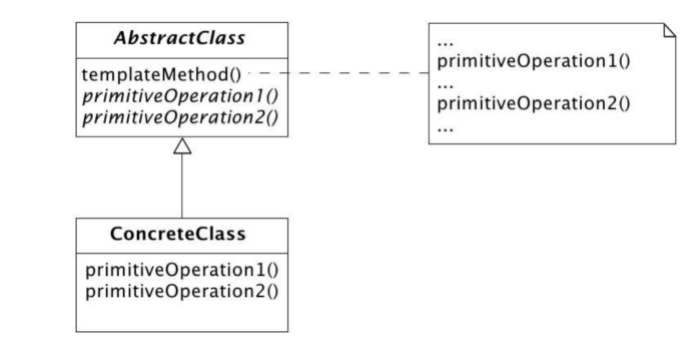 AbstractClass
templateMethod()
primitiveOperation1()
primitiveOperation2()
...
primitiveOperation1()
...
primitiveOperation2()
...
ConcreteClass
primitiveOperation1()
primitiveOperation2()